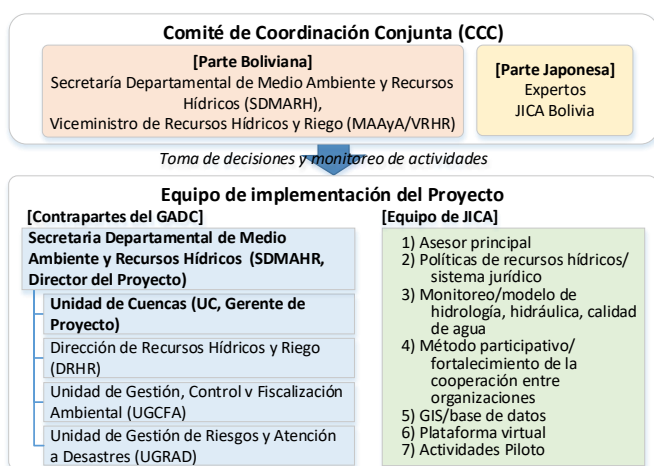 Comité de Coordinación Conjunta (CCC)
[Parte Boliviana]
Secretaría Departamental de Medio Ambiente y Recursos
Hídricos (SDMARH),
Viceministro de Recursos Hídricos y Riego (MAAyA/VRHR)
[Parte Japonesa]
Expertos
JICA Bolivia
Toma de decisiones y monitoreo de actividades
Equipo de implementación del Proyecto
[Contrapartes del GADC]
Secretaria Departamental de Medio
Ambiente y Recursos Hídricos (SDMAHR,
Director del Proyecto)
Unidad de Cuencas (UC, Gerente de
Proyecto)
Dirección de Recursos Hídricos y Riego
(DRHR)
Unidad de Gestión, Control v Fiscalización
Ambiental (UGCFA)
Unidad de Gestión de Riesgos y Atención
a Desastres (UGRAD)
[Equipo de JICA]
1) Asesor principal
2) Políticas de recursos hídricos/
sistema jurídico
3) Monitoreo/modelo de
hidrología, hidráulica, calidad
de agua
4) Método participativo/
fortalecimiento de la
cooperación entre
organizaciones
5) GIS/base de datos
6) Plataforma virtual
7) Actividades Piloto